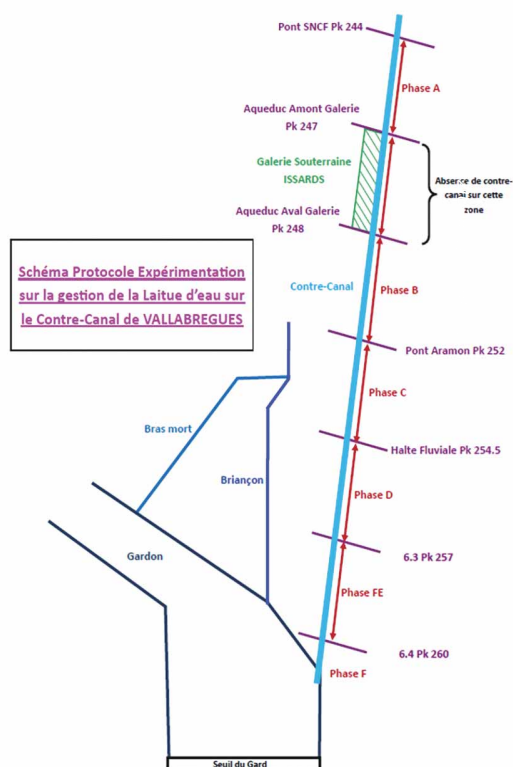 Pont SNCF Pk 244
Phase A
Aqueduc Amont Galerie
Pk 247
Galerie Souterraine
ISSARDS
Absence de contre-
canal sur cette
zone
Aqueduc Aval Galerie
Pk 248
Schéma Protocole Expérimentation
sur la gestion de la Laitue d'eau sur
le Contre-Canal de VALLABREGUES
Contre-Canal
Phase B
Pont Aramon Pk 252
Phase C
Bras mort
Halte Fluviale Pk 254.5
Briançon
Phase D
Gardon
6.3 Pk 257
Phase FE
6.4 Pk 260
Phase F
Seuil du Gard